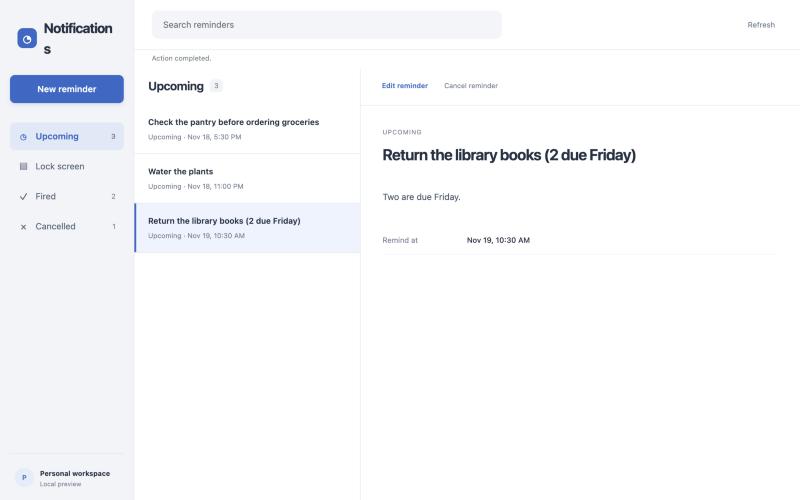 Notification
s
New reminder
Upcoming 3
Lock screen
Fired 2
Cancelled 1
P
Personal workspace
Local preview
Search reminders
Refresh
Action completed.
Upcoming 3
Check the pantry before ordering groceries
Upcoming · Nov 18, 5:30 PM
Water the plants
Upcoming · Nov 18, 11:00 PM
Return the library books (2 due Friday)
Upcoming · Nov 19, 10:30 AM
Edit reminder Cancel reminder
UPCOMING
Return the library books (2 due Friday)
Two are due Friday.
Remind at Nov 19, 10:30 AM